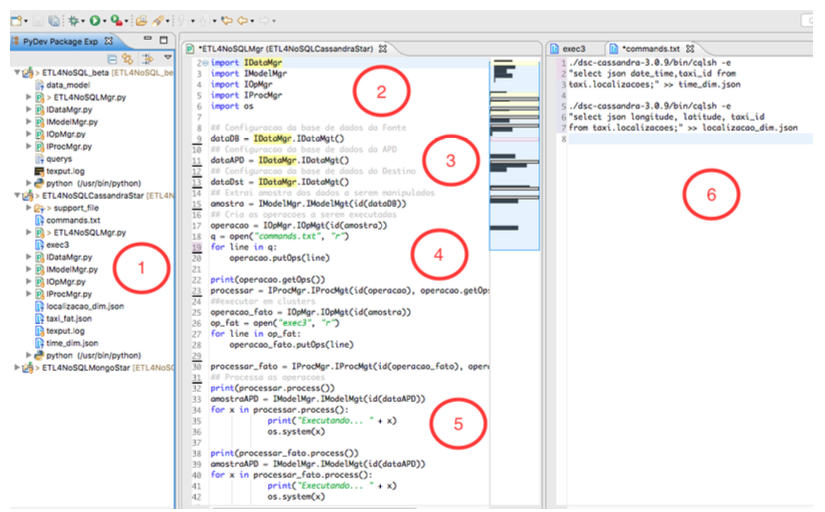 PyDev Package Exp
ETL4NoSQL_beta [ETL4NoSQL_be
data_model
> ETL4NoSQLMgr.py
IDataMgr.py
IModelMgr.py
IOpMgr.py
IProcMgr.py
querys
texput.log
python (/usr/bin/python)
ETL4NoSQLCassandraStar [ETL4N
> support_file
commands.txt
> ETL4NoSQLMgr.py
exec3
IDataMgr.py
IModelMgr.py
IOpMgr.py
IProcMgr.py
localizacao_dim.json
taxi_fat.json
texput.log
time_dim.json
python (/usr/bin/python)
> ETL4NoSQLMongoStar [ETL4NoS
1
*ETL4NoSQLMgr (ETL4NoSQLCassandraStar)
2 import IDataMgr
3 import IModelMgr
4 import IOpMgr
5 import IProcMgr
6 import os
7
8 ## Configuracao da base de dados da Fonte
9 dataDB = IDataMgr.IDataMgt()
10 ## Configuracao da base de dados da APD
11 dataAPD = IDataMgr.IDataMgt()
12 ## Configuracao da base de dados do Destino
13 dataDst = IDataMgr.IDataMgt()
14 ## Extrai amostra dos dados a serem manipulados
15 amostra = IModelMgr.IModelMgt(id(dataDB))
16 ## Cria as operacoes a serem executadas
17 operacao = IOpMgr.IOpMgt(id(amostra))
18 q = open("commands.txt", "r")
19 for line in q:
20 operacao.putOps(line)
21
22 print(operacao.getOps())
23 processar = IProcMgr.IProcMgt(id(operacao), operacao.getOps
24 ##executar em clusters
25 operacao_fato = IOpMgr.IOpMgt(id(amostra))
26 op_fat = open("exec3", "r")
27 for line in op_fat:
28 operacao_fato.putOps(line)
29
30 processar_fato = IProcMgr.IProcMgt(id(operacao_fato), opera
31 ## Processa as operacoes
32 print(processar.process())
33 amostraAPD = IModelMgr.IModelMgt(id(dataAPD))
34 for x in processar.process():
35 print("Executando... " + x)
36 os.system(x)
37
38 print(processar_fato.process())
39 amostraAPD = IModelMgr.IModelMgt(id(dataAPD))
40 for x in processar_fato.process():
41 print("Executando... " + x)
42 os.system(x)
2
3
4
5
exec3
*commands.txt
1 ./dsc-cassandra-3.0.9/bin/cqlsh -e
2 "select json date_time,taxi_id from
3 taxi.localizacoes;" >> time_dim.json
4
5 ./dsc-cassandra-3.0.9/bin/cqlsh -e
6 "select json longitude, latitude, taxi_id
7 from taxi.localizacoes;" >> localizacao_dim.json
8
6